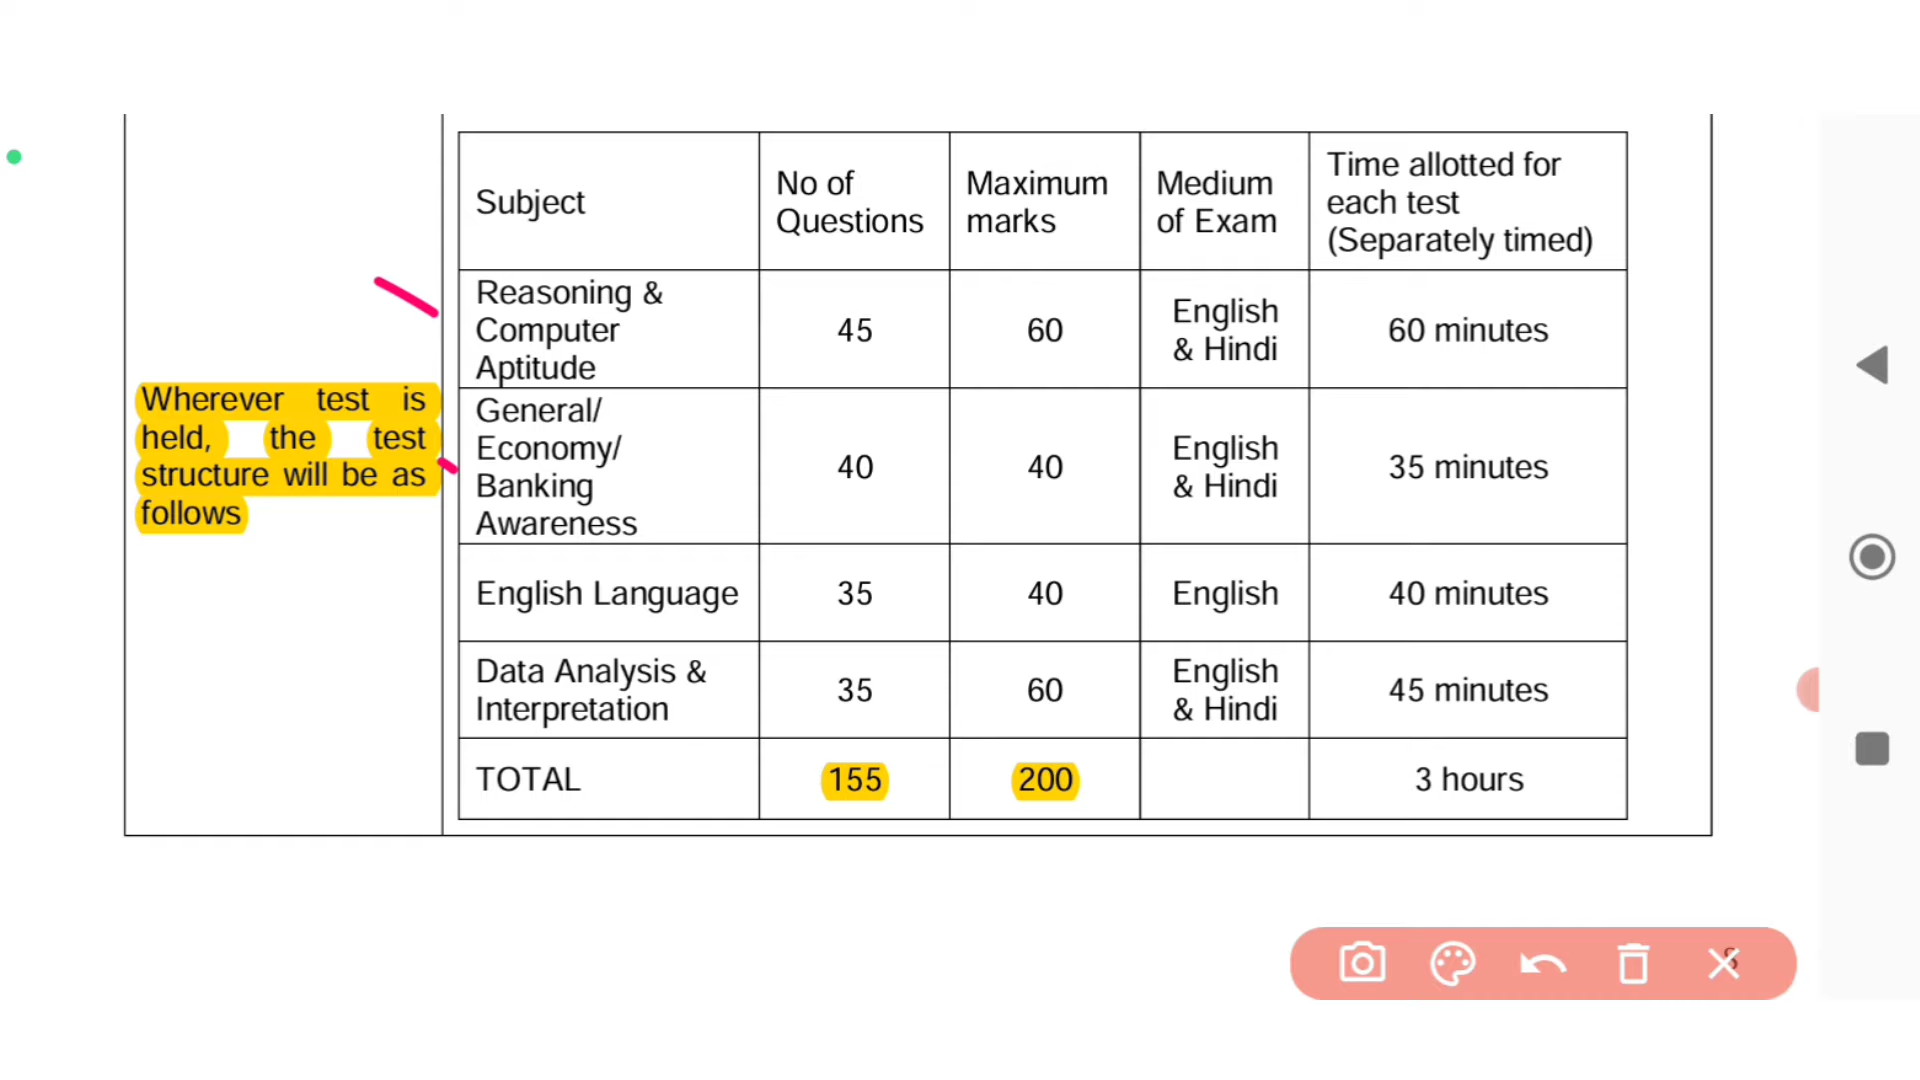 Wherever test is
held, the test
structure will be as
follows
Subject
No of
Questions
Maximum
marks
Medium
of Exam
Time allotted for
each test
(Separately timed)
Reasoning &
Computer
Aptitude
45
60
English
& Hindi
60 minutes
General/
Economy/
Banking
Awareness
40
40
English
& Hindi
35 minutes
English Language
35
40
English
40 minutes
Data Analysis &
Interpretation
35
60
English
& Hindi
45 minutes
TOTAL
155
200
3 hours